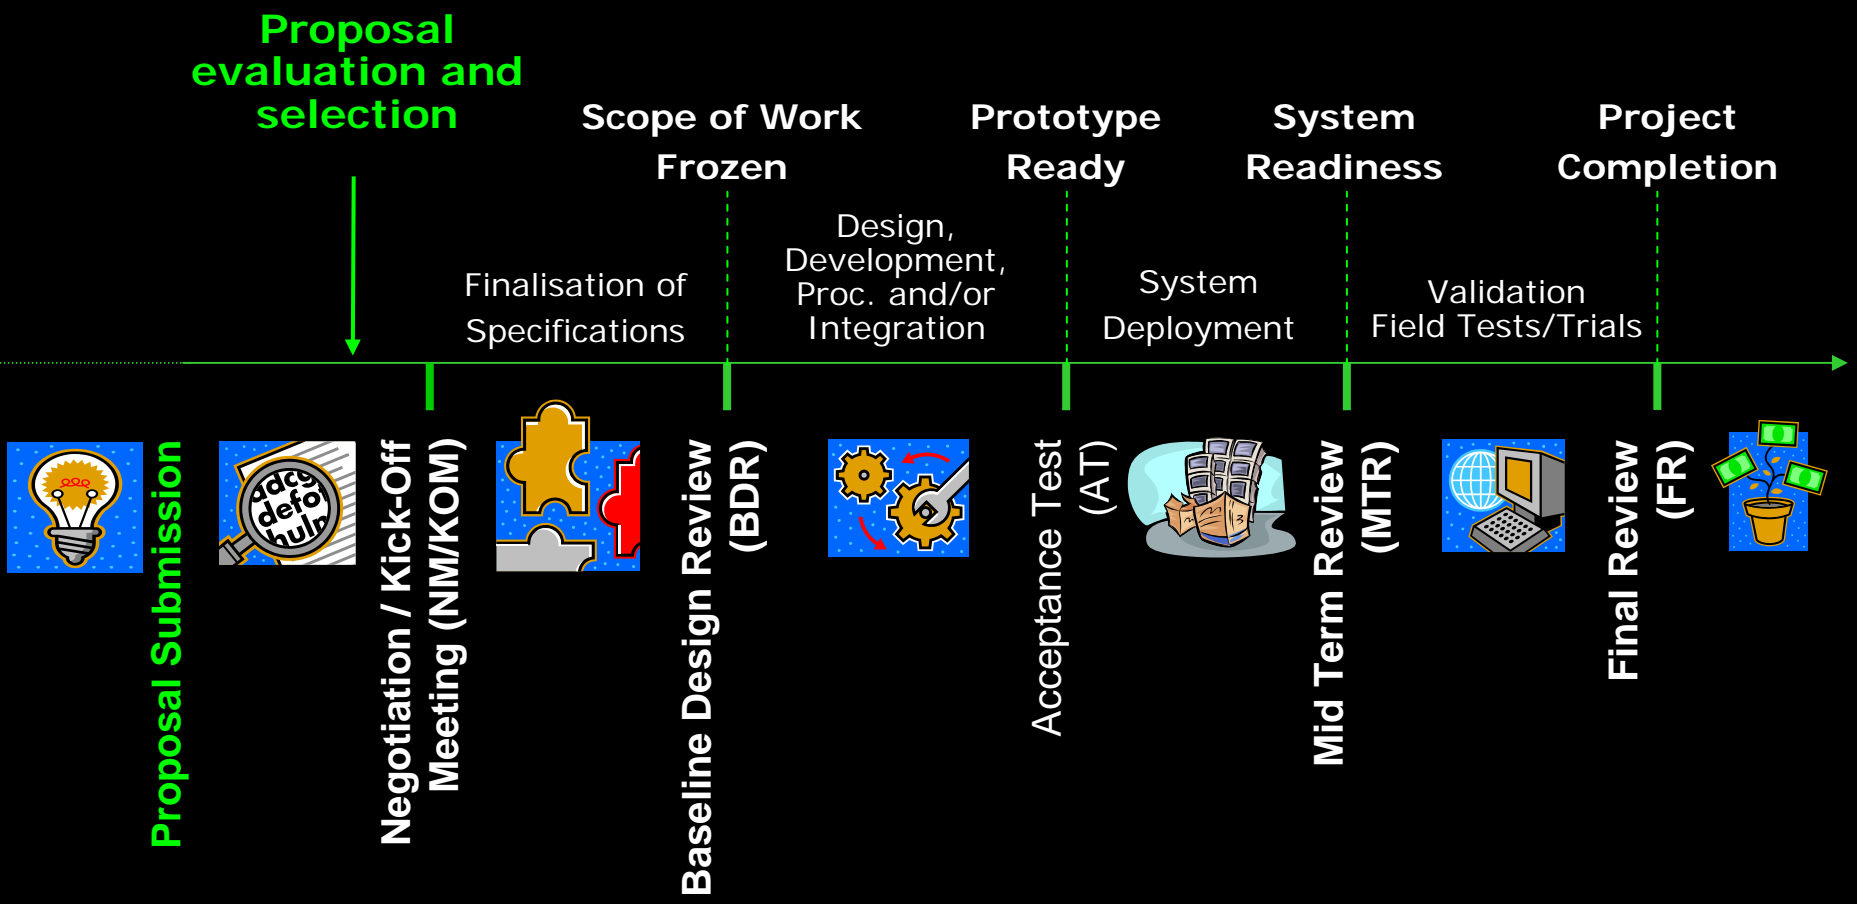 Proposal
evaluation and
selection
Scope of Work
Frozen
Prototype
Ready
System
Readiness
Project
Completion
Finalisation of
Specifications
Design,
Development,
Proc. and/or
Integration
System
Deployment
Validation
Field Tests/Trials
Proposal Submission
Negotiation / Kick-Off
Meeting (NM/KOM)
Baseline Design Review
(BDR)
Acceptance Test
(AT)
Mid Term Review
(MTR)
Final Review
(FR)